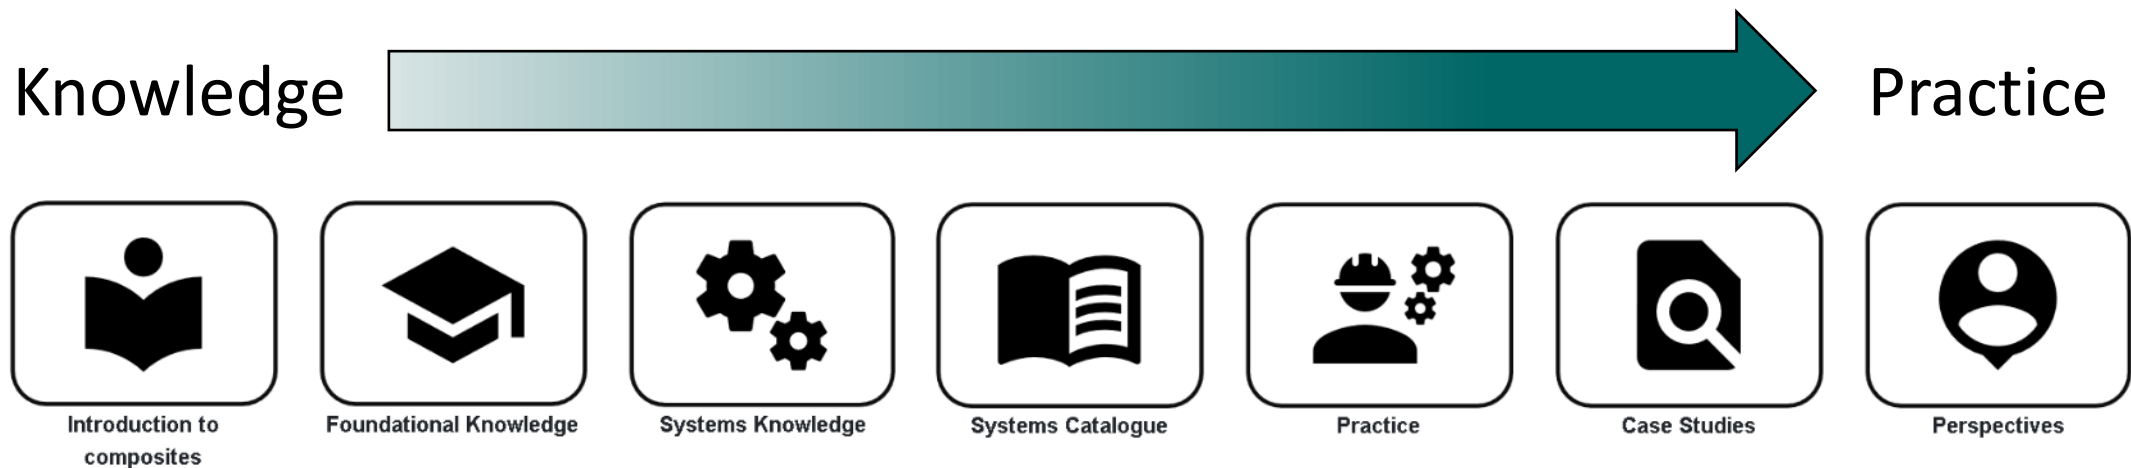 Knowledge
Practice
Introduction to
composites
Foundational Knowledge
Systems Knowledge
Systems Catalogue
Practice
Case Studies
Perspectives